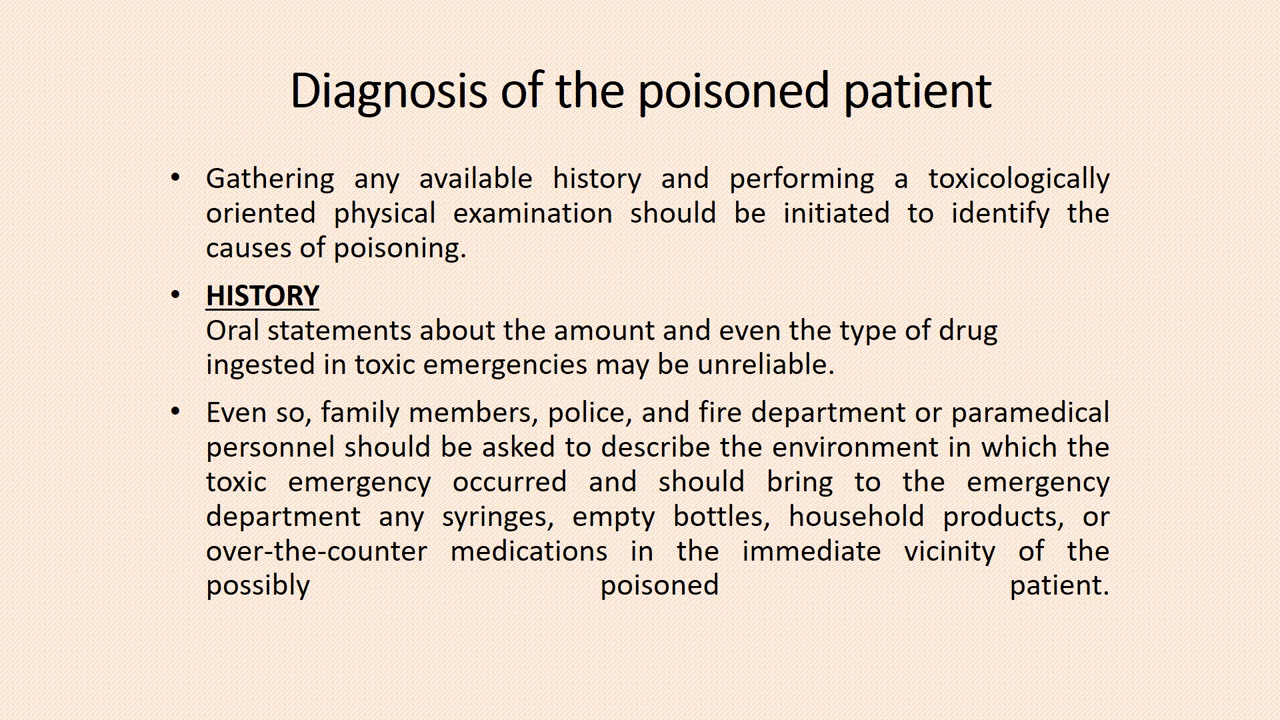 Diagnosis of the poisoned patient
• Gathering any available history and performing a toxicologically
oriented physical examination should be initiated to identify the
causes of poisoning.
• HISTORY
Oral statements about the amount and even the type of drug
ingested in toxic emergencies may be unreliable.
• Even so, family members, police, and fire department or paramedical
personnel should be asked to describe the environment in which the
toxic emergency occurred and should bring to the emergency
department any syringes, empty bottles, household products, or
over-the-counter medications in the immediate vicinity of the
possibly poisoned patient.